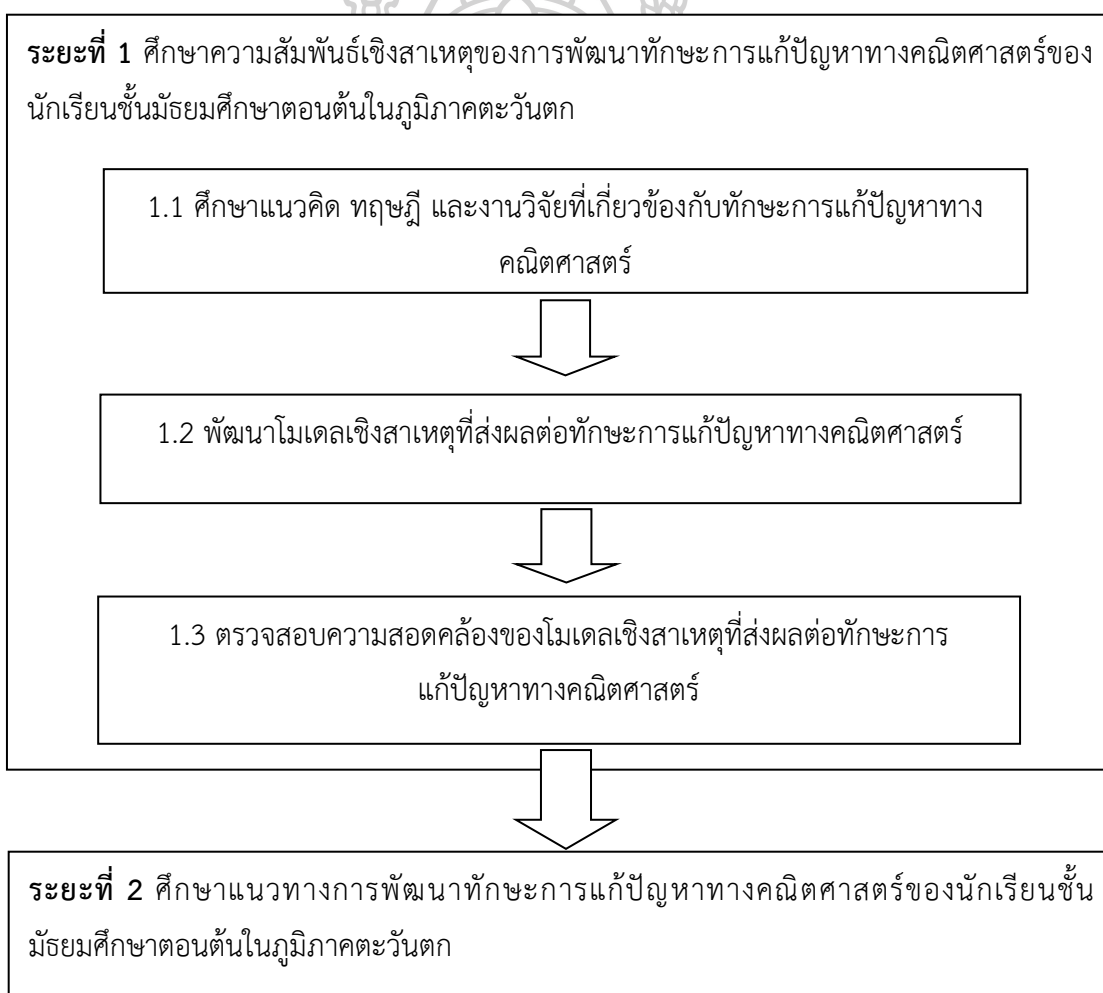 ระยะที่ 1 ศึกษาความสัมพันธ์เชิงสาเหตุของการพัฒนาทักษะการแก้ปัญหาทางคณิตศาสตร์ของ
นักเรียนชั้นมัธยมศึกษาตอนต้นในภูมิภาคตะวันตก
1.1 ศึกษาแนวคิด ทฤษฎี และงานวิจัยที่เกี่ยวข้องกับทักษะการแก้ปัญหาทาง
คณิตศาสตร์
1.2 พัฒนาโมเดลเชิงสาเหตุที่ส่งผลต่อทักษะการแก้ปัญหาทางคณิตศาสตร์
1.3 ตรวจสอบความสอดคล้องของโมเดลเชิงสาเหตุที่ส่งผลต่อทักษะการ
แก้ปัญหาทางคณิตศาสตร์
ระยะที่ 2 ศึกษาแนวทางการพัฒนาทักษะการแก้ปัญหาทางคณิตศาสตร์ของนักเรียนชั้น
มัธยมศึกษาตอนต้นในภูมิภาคตะวันตก